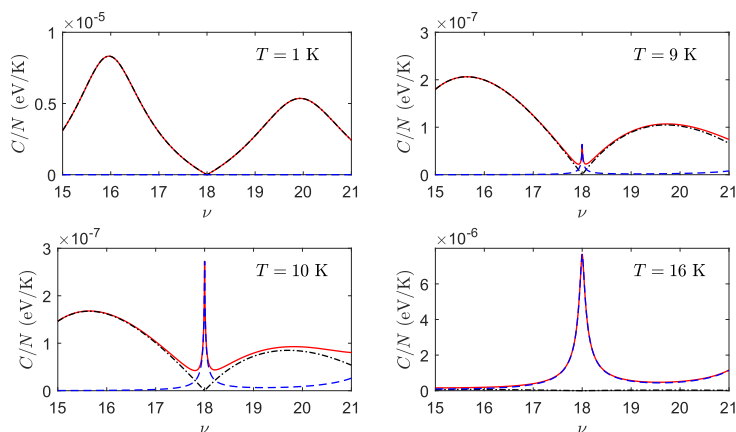 ×10⁻⁵
1
0.5
0
C/N (eV/K)
T = 1 K
15 16 17 18 19 20 21
ν
×10⁻⁷
3
2
1
0
C/N (eV/K)
T = 9 K
15 16 17 18 19 20 21
ν
×10⁻⁷
3
2
1
0
C/N (eV/K)
T = 10 K
15 16 17 18 19 20 21
ν
×10⁻⁶
6
4
2
0
C/N (eV/K)
T = 16 K
15 16 17 18 19 20 21
ν